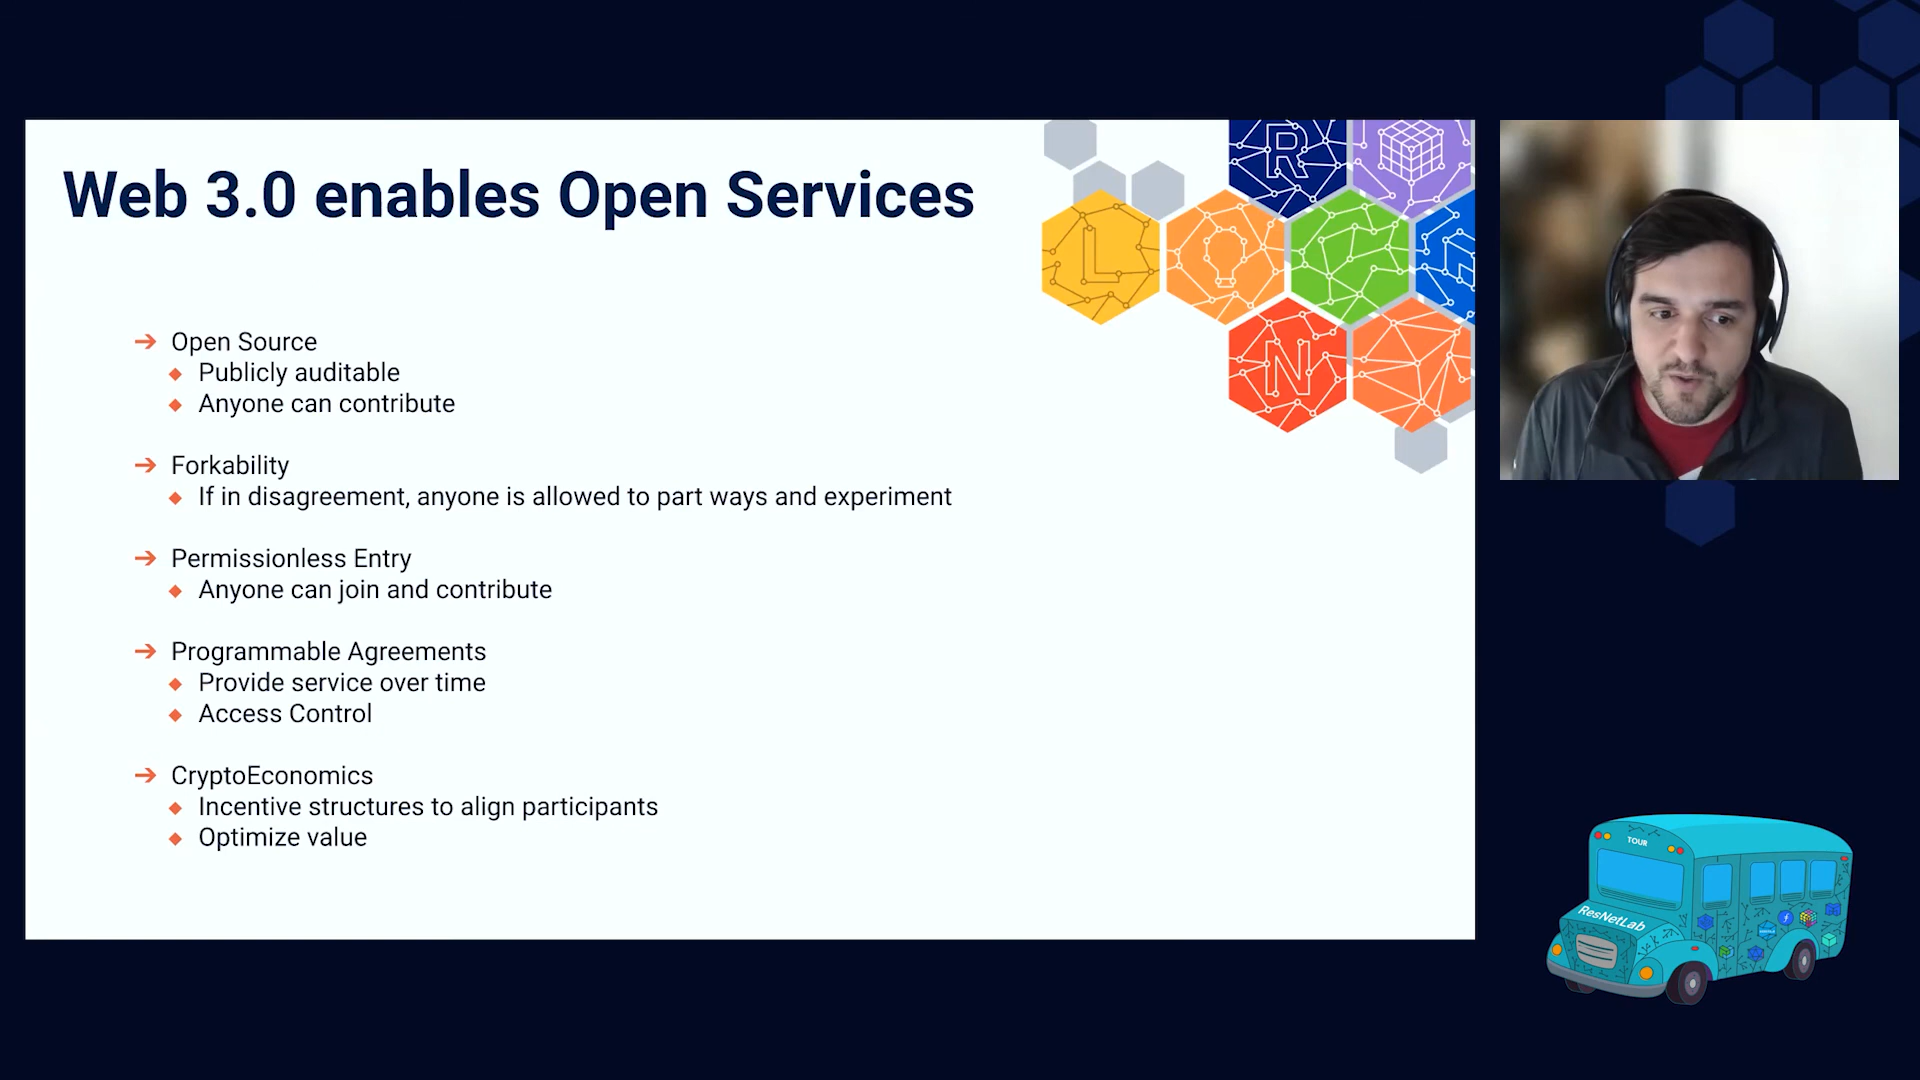 Web 3.0 enables Open Services
R
L
N
Open Source
Publicly auditable
Anyone can contribute
Forkability
If in disagreement, anyone is allowed to part ways and experiment
Permissionless Entry
Anyone can join and contribute
Programmable Agreements
Provide service over time
Access Control
CryptoEconomics
Incentive structures to align participants
Optimize value
TOUR
ResNetLab